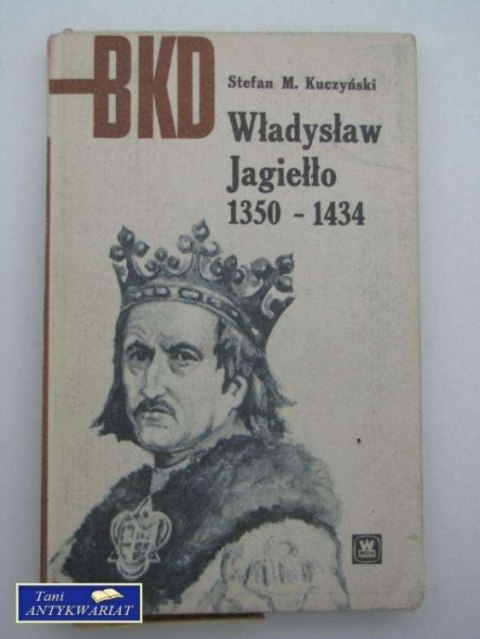 BKD
Stefan M. Kuczyński
Władysław
Jagiełło
1350 - 1434
Tani
ANTYKWARIAT